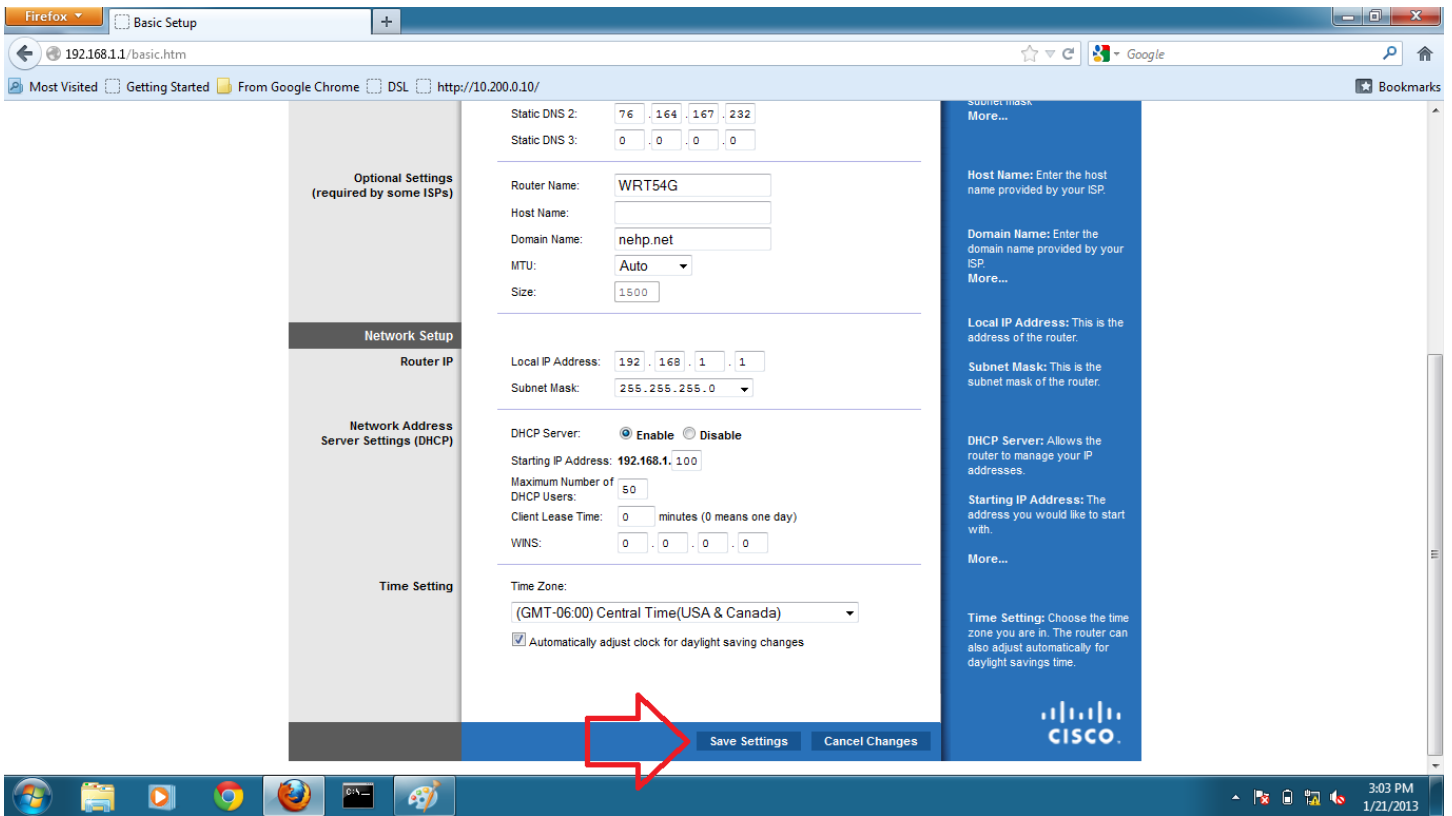 Firefox
Basic Setup
+
192.168.1.1/basic.htm
Google
Most Visited Getting Started From Google Chrome DSL http://10.200.0.10/
Bookmarks
Static DNS 2: 76 . 164 . 167 . 232
Static DNS 3: 0 . 0 . 0 . 0
Optional Settings
(required by some ISPs)
Router Name: WRT54G
Host Name:
Domain Name: nehp.net
MTU: Auto
Size: 1500
Network Setup
Router IP
Local IP Address: 192 . 168 . 1 . 1
Subnet Mask: 255.255.255.0
Network Address
Server Settings (DHCP)
DHCP Server: Enable Disable
Starting IP Address: 192.168.1. 100
Maximum Number of
DHCP Users: 50
Client Lease Time: 0 minutes (0 means one day)
WINS: 0 . 0 . 0 . 0
Time Setting
Time Zone:
(GMT-06:00) Central Time(USA & Canada)
Automatically adjust clock for daylight saving changes
Save Settings Cancel Changes
subnet mask
More...
Host Name: Enter the host
name provided by your ISP.
Domain Name: Enter the
domain name provided by your
ISP.
More...
Local IP Address: This is the
address of the router.
Subnet Mask: This is the
subnet mask of the router.
DHCP Server: Allows the
router to manage your IP
addresses.
Starting IP Address: The
address you would like to start
with.
More...
Time Setting: Choose the time
zone you are in. The router can
also adjust automatically for
daylight savings time.
CISCO.
C:\_
3:03 PM
1/21/2013